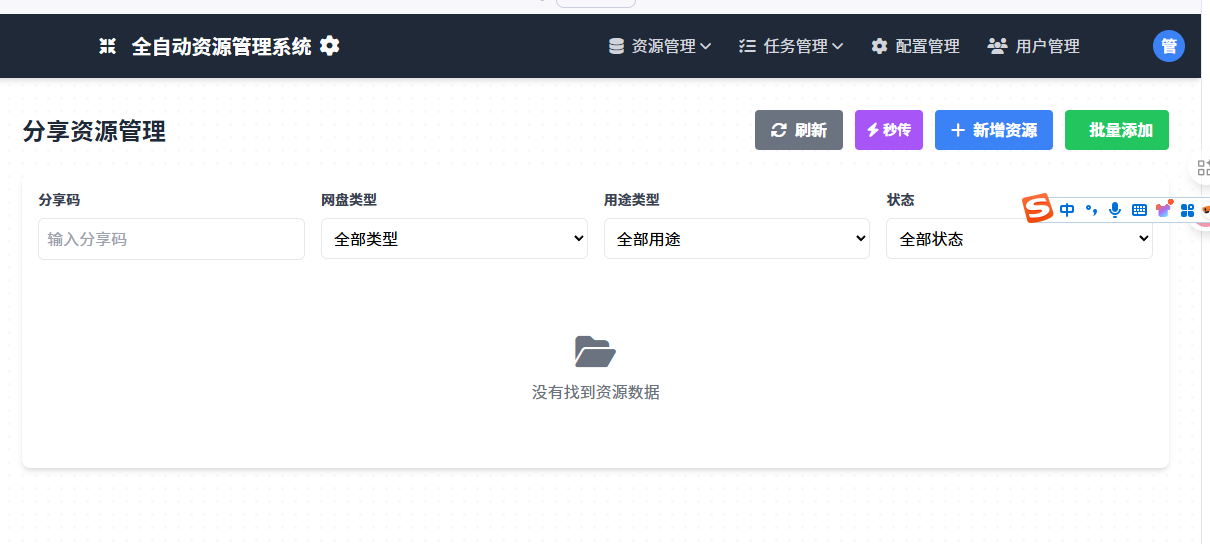 全自动资源管理系统 资源管理 任务管理 配置管理 用户管理 管
分享资源管理 刷新 秒传 新增资源 批量添加
分享码 网盘类型 用途类型 状态
中
输入分享码 全部类型 全部用途 全部状态
没有找到资源数据